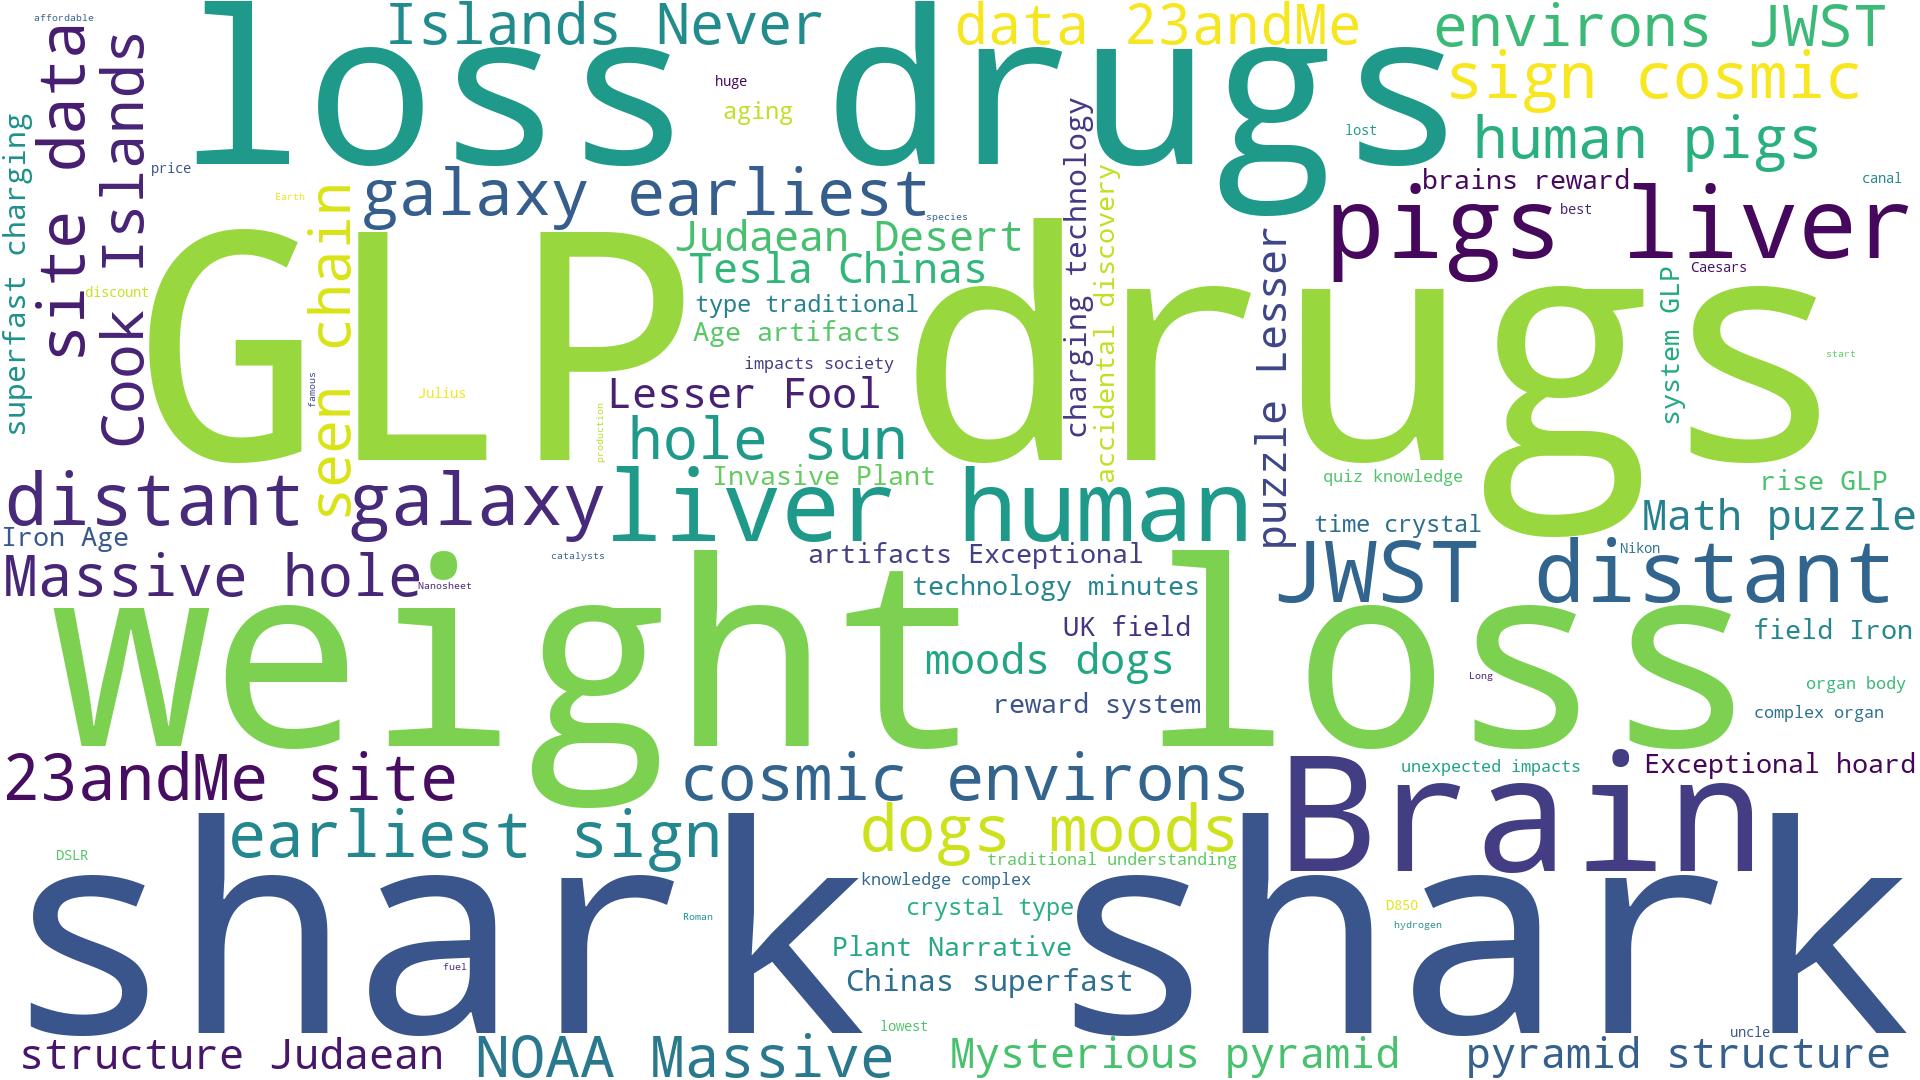 affordable
Islands Never
data 23andMe
environs JWST
loss drugs
sign cosmic
site data
Cook Islands
huge
aging
lost
human pigs
superfast charging
price
charging technology
accidental discovery
brains reward
canal
Earth
seen chain
galaxy earliest
species
best
pigs liver
Judaean Desert
Tesla Chinas
puzzle Lesser
Caesars
system GLP
discount
GLP drugs
type traditional
Age artifacts
impacts society
start
famous
Julius
Lesser Fool
production
hole sun
Invasive Plant
quiz knowledge
rise GLP
distant galaxy
liver human
time crystal
Math puzzle
Iron Age
artifacts Exceptional
Nikon
Massive hole
catalysts
Nanosheet
technology minutes
JWST distant
weight loss
UK field
field Iron
moods dogs
Long
organ body
reward system
complex organ
23andMe site
cosmic environs
unexpected impacts
Exceptional hoard
Brain
earliest sign
dogs moods
DSLR
traditional understanding
knowledge complex
shark shark
crystal type
D850
Roman
hydrogen
Plant Narrative
fuel
Chinas superfast
lowest
uncle
structure Judaean
NOAA Massive
Mysterious pyramid
pyramid structure